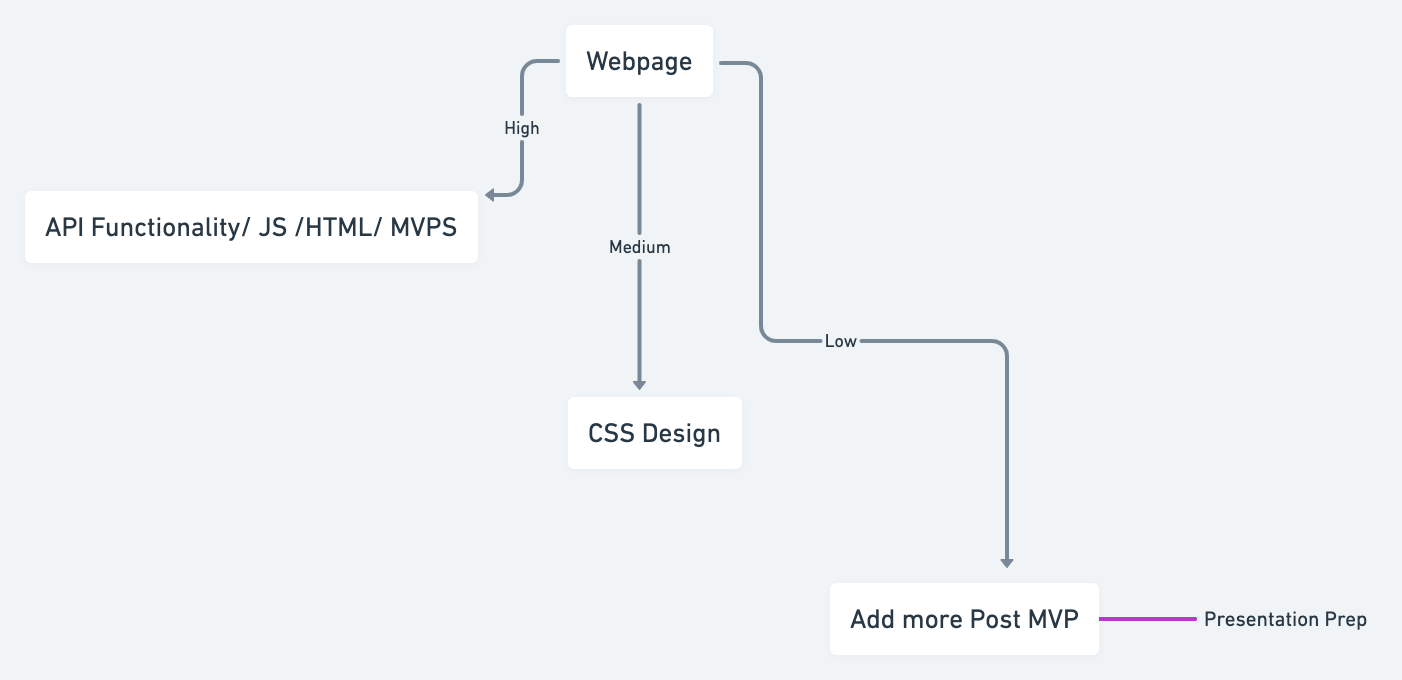 Webpage
High
API Functionality/ JS /HTML/ MVPS
Medium
Low
CSS Design
Add more Post MVP
Presentation Prep